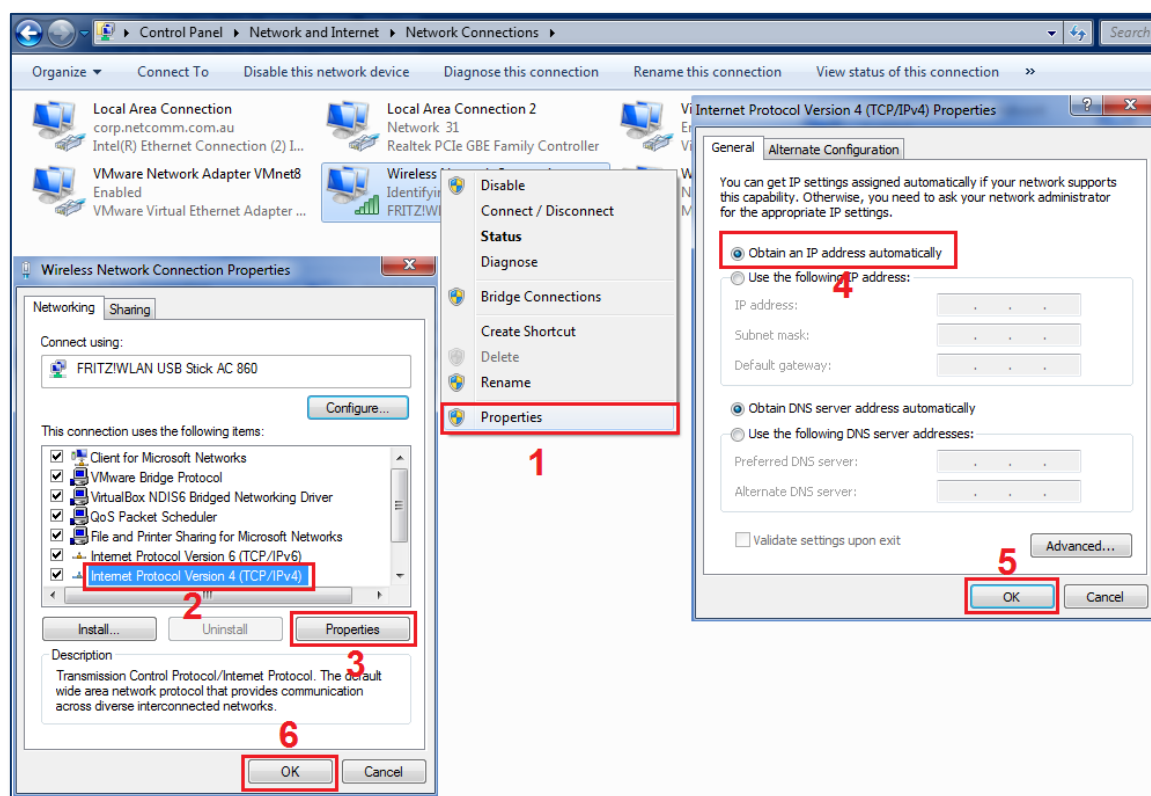 Control Panel ▸ Network and Internet ▸ Network Connections ▸
Search
Organize
Connect To
Disable this network device
Diagnose this connection
Rename this connection
View status of this connection
»
Local Area Connection
corp.netcomm.com.au
Intel(R) Ethernet Connection (2) I...
Local Area Connection 2
Network 31
Realtek PCIe GBE Family Controller
VMware Network Adapter VMnet8
Enabled
VMware Virtual Ethernet Adapter ...
Wireless
FRITZ!W
Disable
Connect / Disconnect
Status
Diagnose
Bridge Connections
Create Shortcut
Delete
Rename
Properties
1
Wireless Network Connection Properties
Networking
Sharing
Connect using:
FRITZ!WLAN USB Stick AC 860
Configure...
This connection uses the following items:
Client for Microsoft Networks
VMware Bridge Protocol
VirtualBox NDIS6 Bridged Networking Driver
QoS Packet Scheduler
File and Printer Sharing for Microsoft Networks
Internet Protocol Version 6 (TCP/IPv6)
Internet Protocol Version 4 (TCP/IPv4)
2
Install...
Uninstall
Properties
3
Description
Transmission Control Protocol/Internet Protocol. The default
wide area network protocol that provides communication
across diverse interconnected networks.
6
OK
Cancel
Internet Protocol Version 4 (TCP/IPv4) Properties
General
Alternate Configuration
You can get IP settings assigned automatically if your network supports
this capability. Otherwise, you need to ask your network administrator
for the appropriate IP settings.
Obtain an IP address automatically
4
Use the following IP address:
IP address:
Subnet mask:
Default gateway:
Obtain DNS server address automatically
Use the following DNS server addresses:
Preferred DNS server:
Alternate DNS server:
Validate settings upon exit
Advanced...
5
OK
Cancel